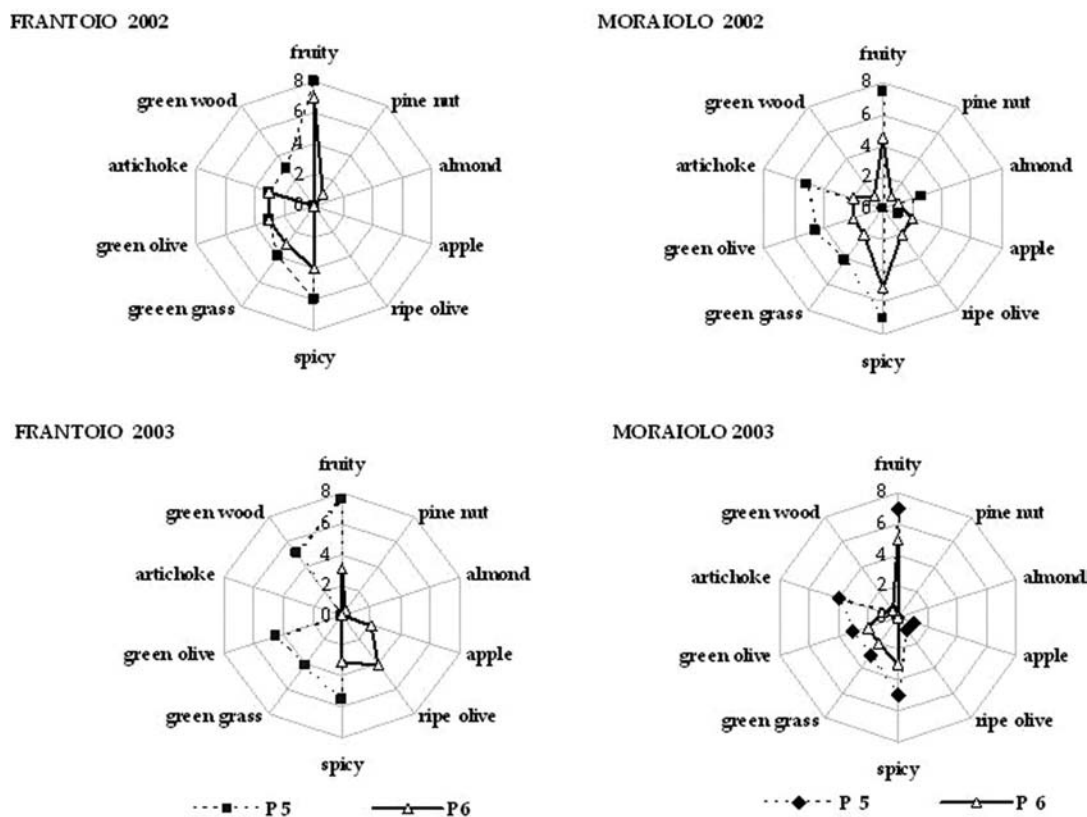 FRANTOIO 2002
fruity
green wood
pine nut
artichoke
almond
green olive
apple
greeen grass
ripe olive
spicy
8
6
4
2
0
MORAIOLO 2002
fruity
green wood
pine nut
artichoke
almond
green olive
apple
green grass
ripe olive
spicy
8
6
4
2
0
FRANTOIO 2003
fruity
green wood
pine nut
artichoke
almond
green olive
apple
green grass
ripe olive
spicy
8
6
4
2
0
P 5 P 6
MORAIOLO 2003
fruity
green wood
pine nut
artichoke
almond
green olive
apple
green grass
ripe olive
spicy
8
6
4
2
0
P 5 P 6